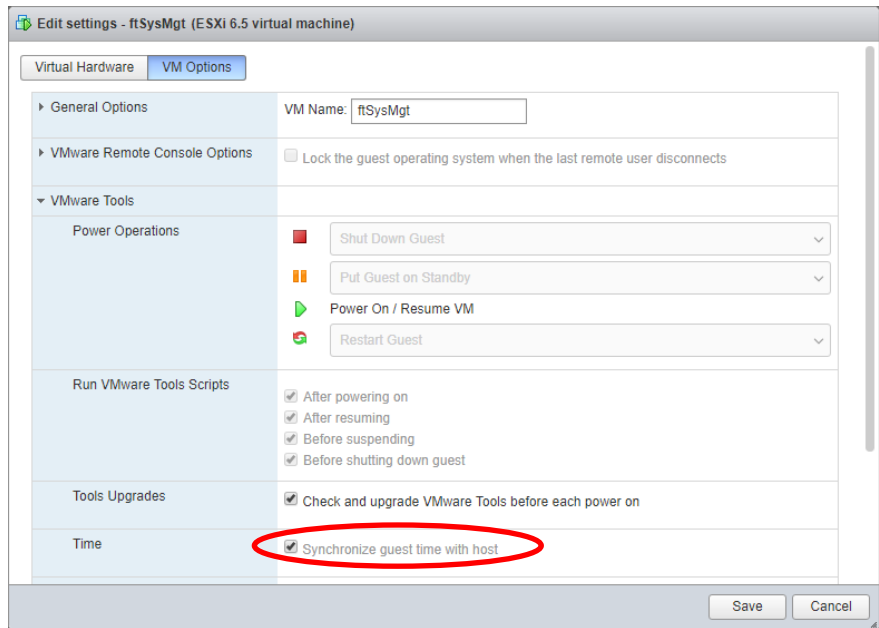 Edit settings - ftSysMgt (ESXi 6.5 virtual machine)
Virtual Hardware VM Options
General Options VM Name: ftSysMgt
VMware Remote Console Options Lock the guest operating system when the last remote user disconnects
VMware Tools
Power Operations Shut Down Guest
Put Guest on Standby
Power On / Resume VM
Restart Guest
Run VMware Tools Scripts After powering on
After resuming
Before suspending
Before shutting down guest
Tools Upgrades Check and upgrade VMware Tools before each power on
Time Synchronize guest time with host
Save Cancel